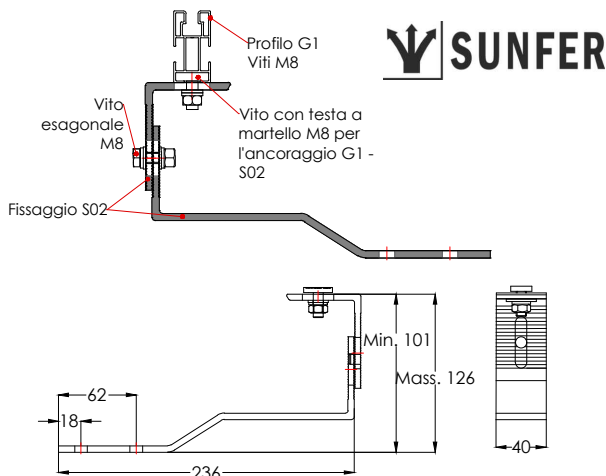 SUNFER
Profilo G1
Viti M8
Vito
esagonale
M8
Vito con testa a
martello M8 per
l'ancoraggio G1 -
S02
Fissaggio S02
Min. 101
Mass. 126
62
18
236
40